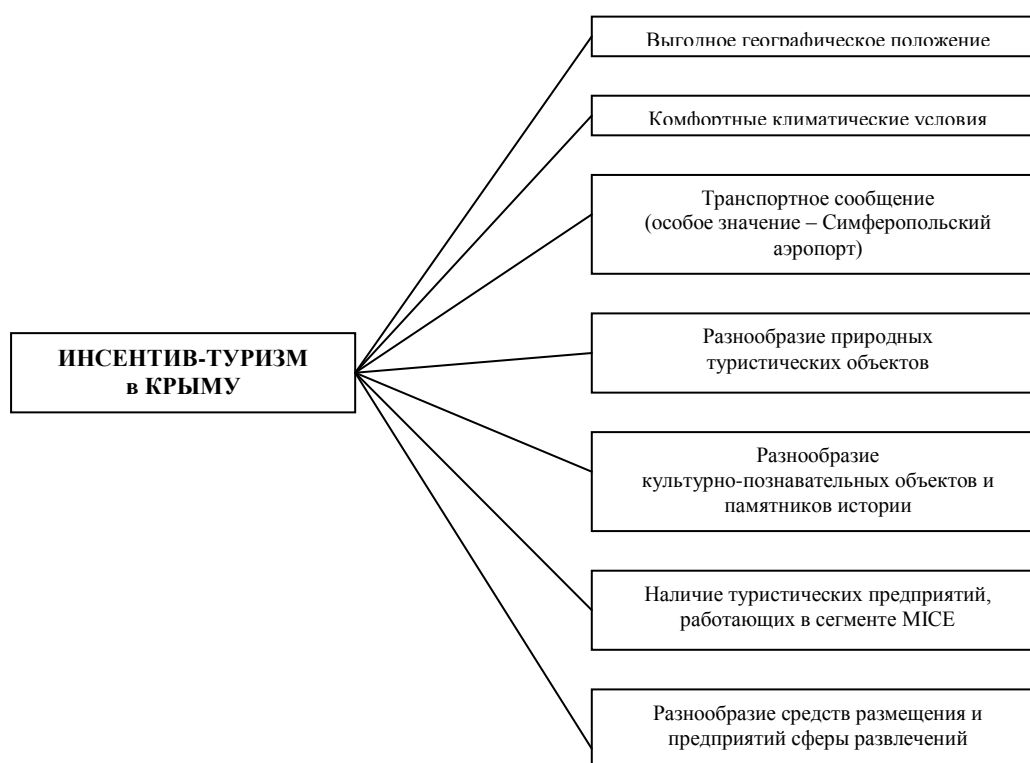 Выгодное географическое положение
Комфортные климатические условия
Транспортное сообщение
(особое значение – Симферопольский
аэропорт)
ИНСЕНТИВ-ТУРИЗМ
в КРЫМУ
Разнообразие природных
туристических объектов
Разнообразие
культурно-познавательных объектов и
памятников истории
Наличие туристических предприятий,
работающих в сегменте MICE
Разнообразие средств размещения и
предприятий сферы развлечений